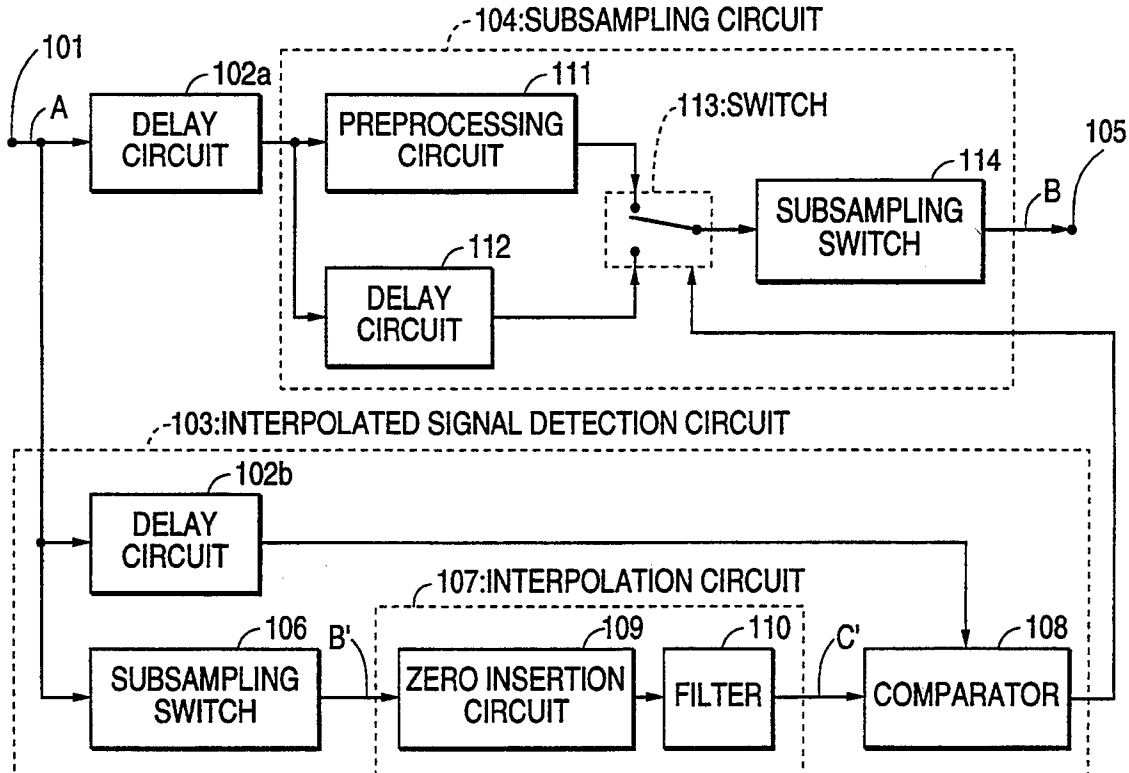 104:SUBSAMPLING CIRCUIT
101
A
102a
DELAY
CIRCUIT
111
PREPROCESSING
CIRCUIT
113:SWITCH
114
SUBSAMPLING
SWITCH
B
105
112
DELAY
CIRCUIT
103:INTERPOLATED SIGNAL DETECTION CIRCUIT
102b
DELAY
CIRCUIT
107:INTERPOLATION CIRCUIT
106
SUBSAMPLING
SWITCH
B'
109
ZERO INSERTION
CIRCUIT
110
FILTER
C'
108
COMPARATOR